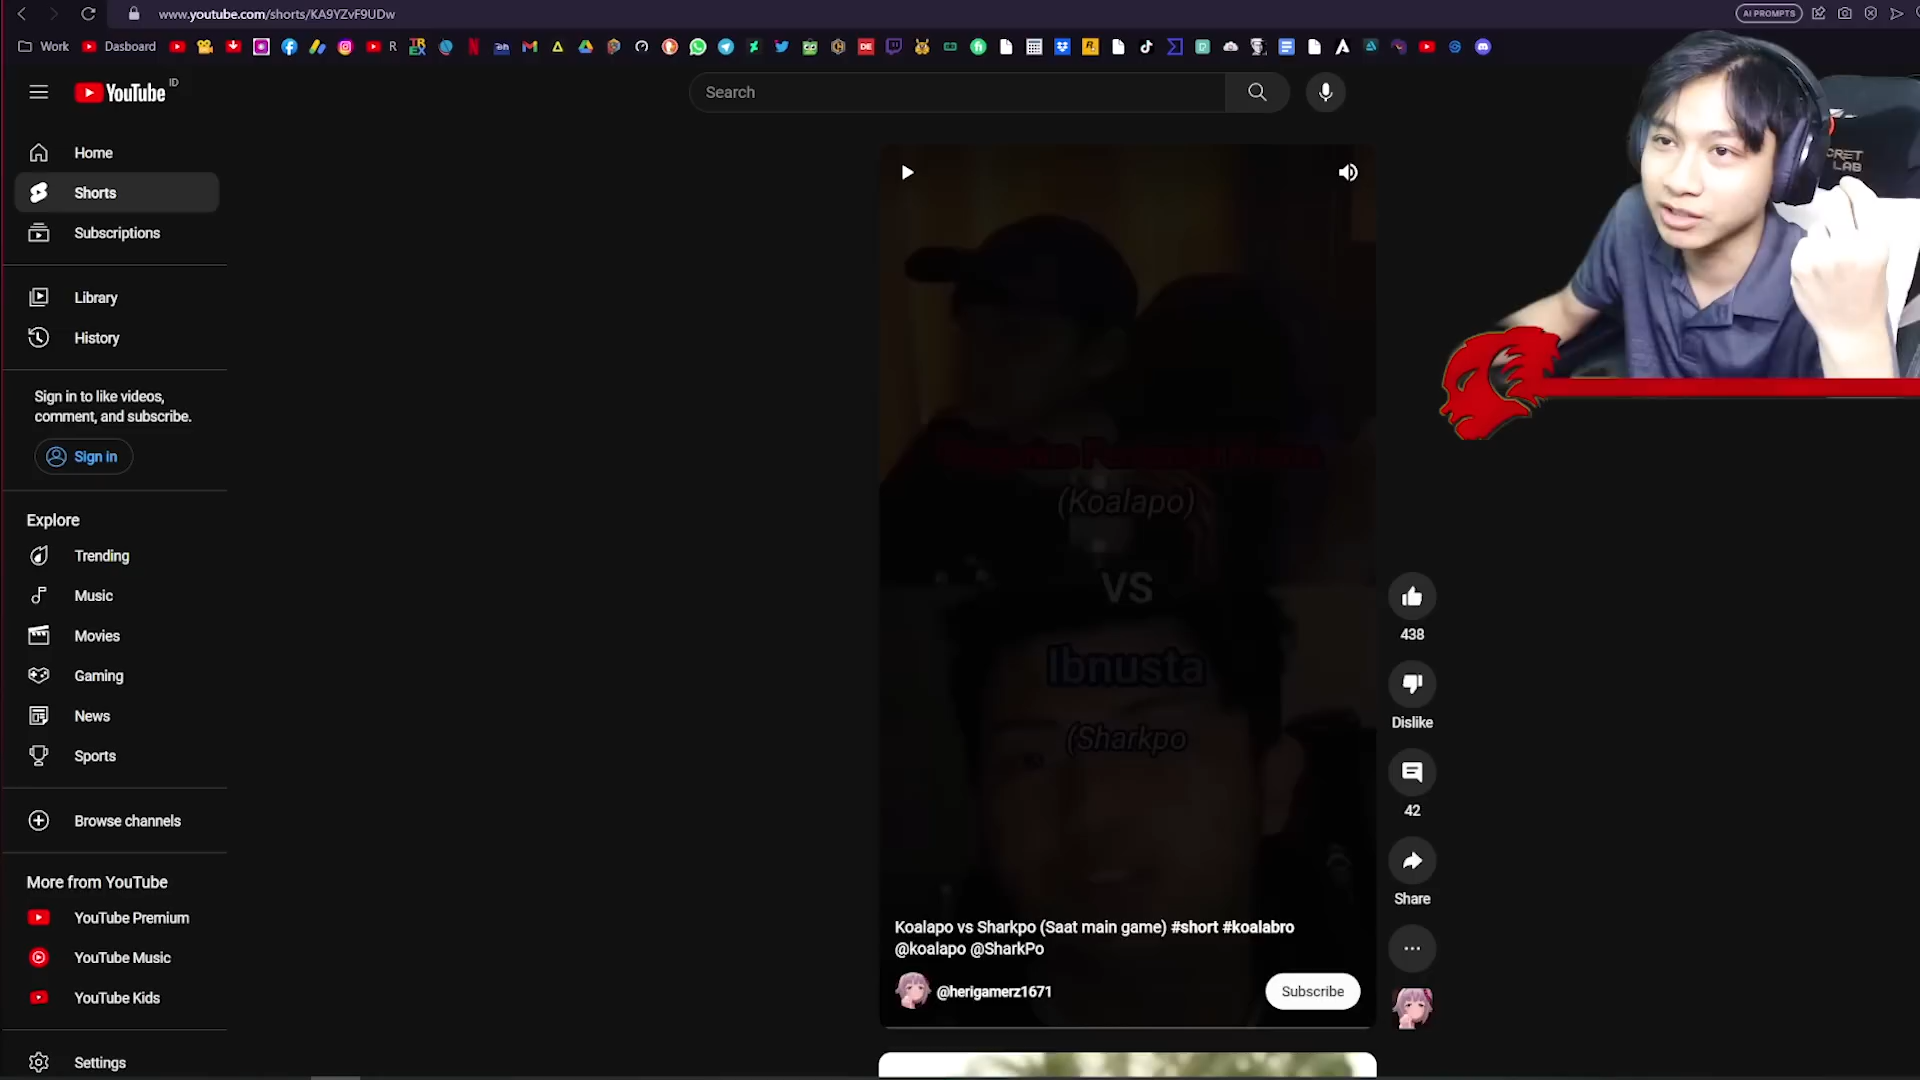 www.youtube.com/shorts/KA9YZvF9UDw
AI PROMPTS
Work
Dasboard
R
YouTube ID
Search
Home
Shorts
Subscriptions
Library
History
Sign in to like videos,
comment, and subscribe.
Sign in
Explore
Trending
Music
Movies
Gaming
News
Sports
Browse channels
More from YouTube
YouTube Premium
YouTube Music
YouTube Kids
Settings
(Koalapo)
VS
Ibnusta
(Sharkpo
Koalapo vs Sharkpo (Saat main game) #short #koalabro
@koalapo @SharkPo
@herigamerz1671
Subscribe
438
Dislike
42
Share
LAB